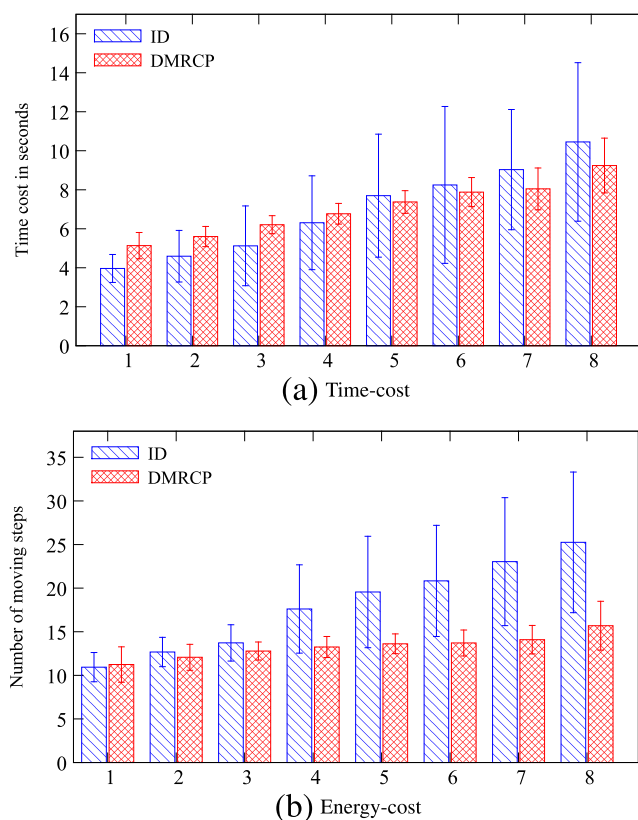 16
14
12
10
8
6
4
2
0
Time cost in seconds
ID
DMRCP
1 2 3 4 5 6 7 8
(a) Time-cost
35
30
25
20
15
10
5
0
Number of moving steps
ID
DMRCP
1 2 3 4 5 6 7 8
(b) Energy-cost